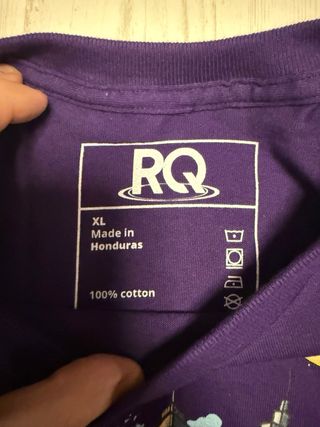 RQ
XL
Made in
Honduras
100% cotton